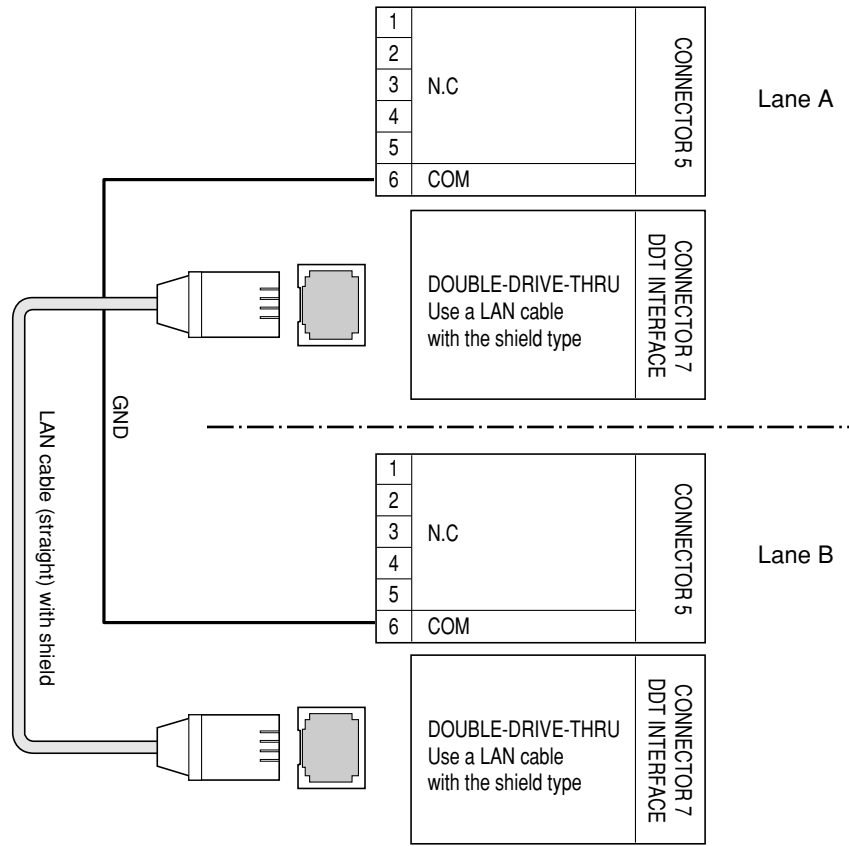 1
2
3
4
5
6
N.C
COM
CONNECTOR 5
Lane A
DOUBLE-DRIVE-THRU
Use a LAN cable
with the shield type
CONNECTOR 7
DDT INTERFACE
GND
LAN cable (straight) with shield
1
2
3
4
5
6
N.C
COM
CONNECTOR 5
Lane B
DOUBLE-DRIVE-THRU
Use a LAN cable
with the shield type
CONNECTOR 7
DDT INTERFACE